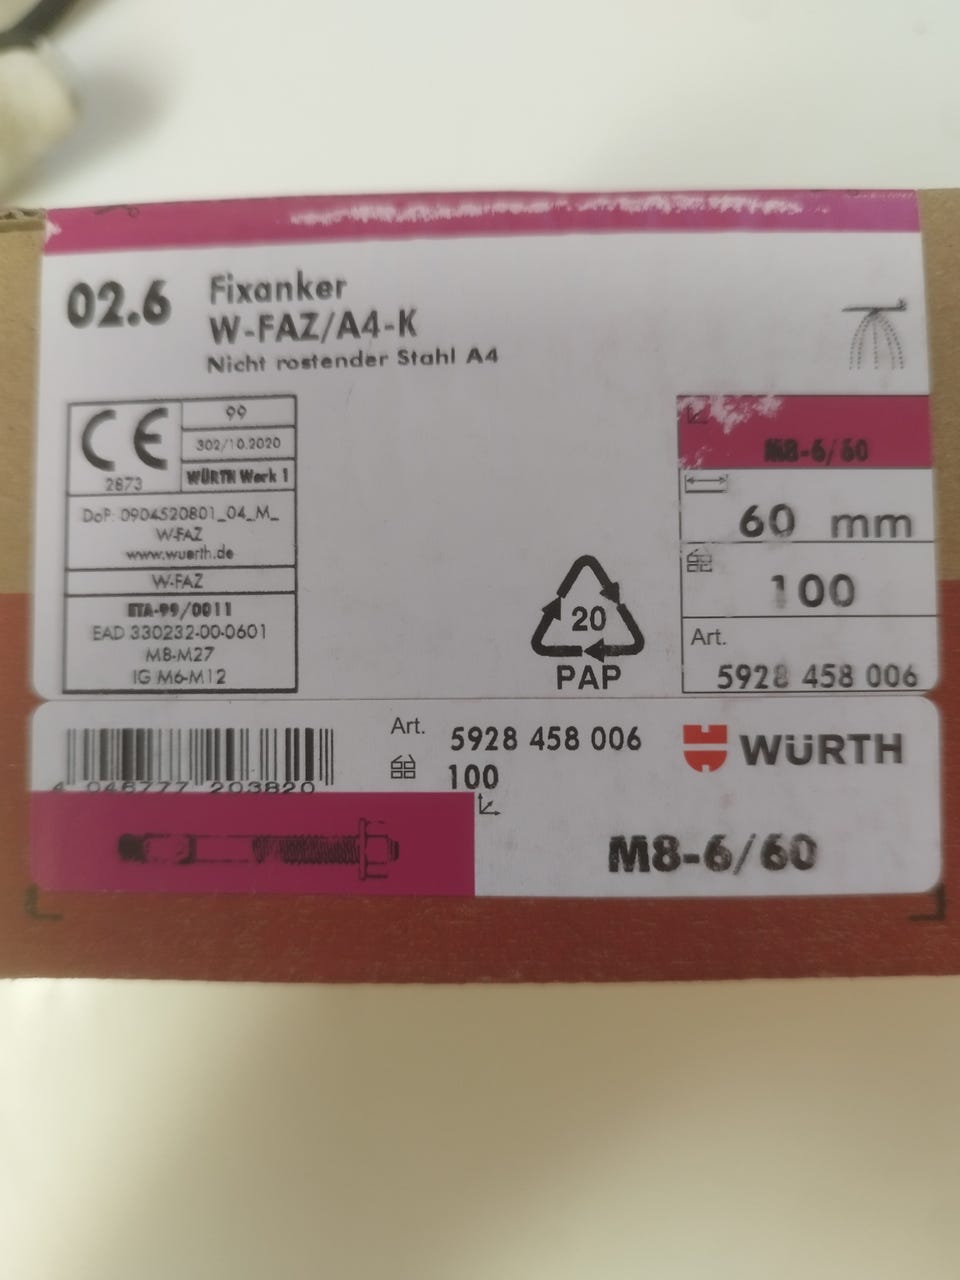 02.6
Fixanker
W-FAZ/A4-K
Nicht rostender Stahl A4
CE
2873
99
302/10.2020
WÜRTH Werk 1
DoP: 0904520801_04_M_
W-FAZ
www.wuerth.de
W-FAZ
ETA-99/0011
EAD 330232-00-0601
M8-M27
IG M6-M12
20
PAP
M8-6/60
60 mm
100
Art.
5928 458 006
4 046777 203820
Art. 5928 458 006
100
WÜRTH
M8-6/60